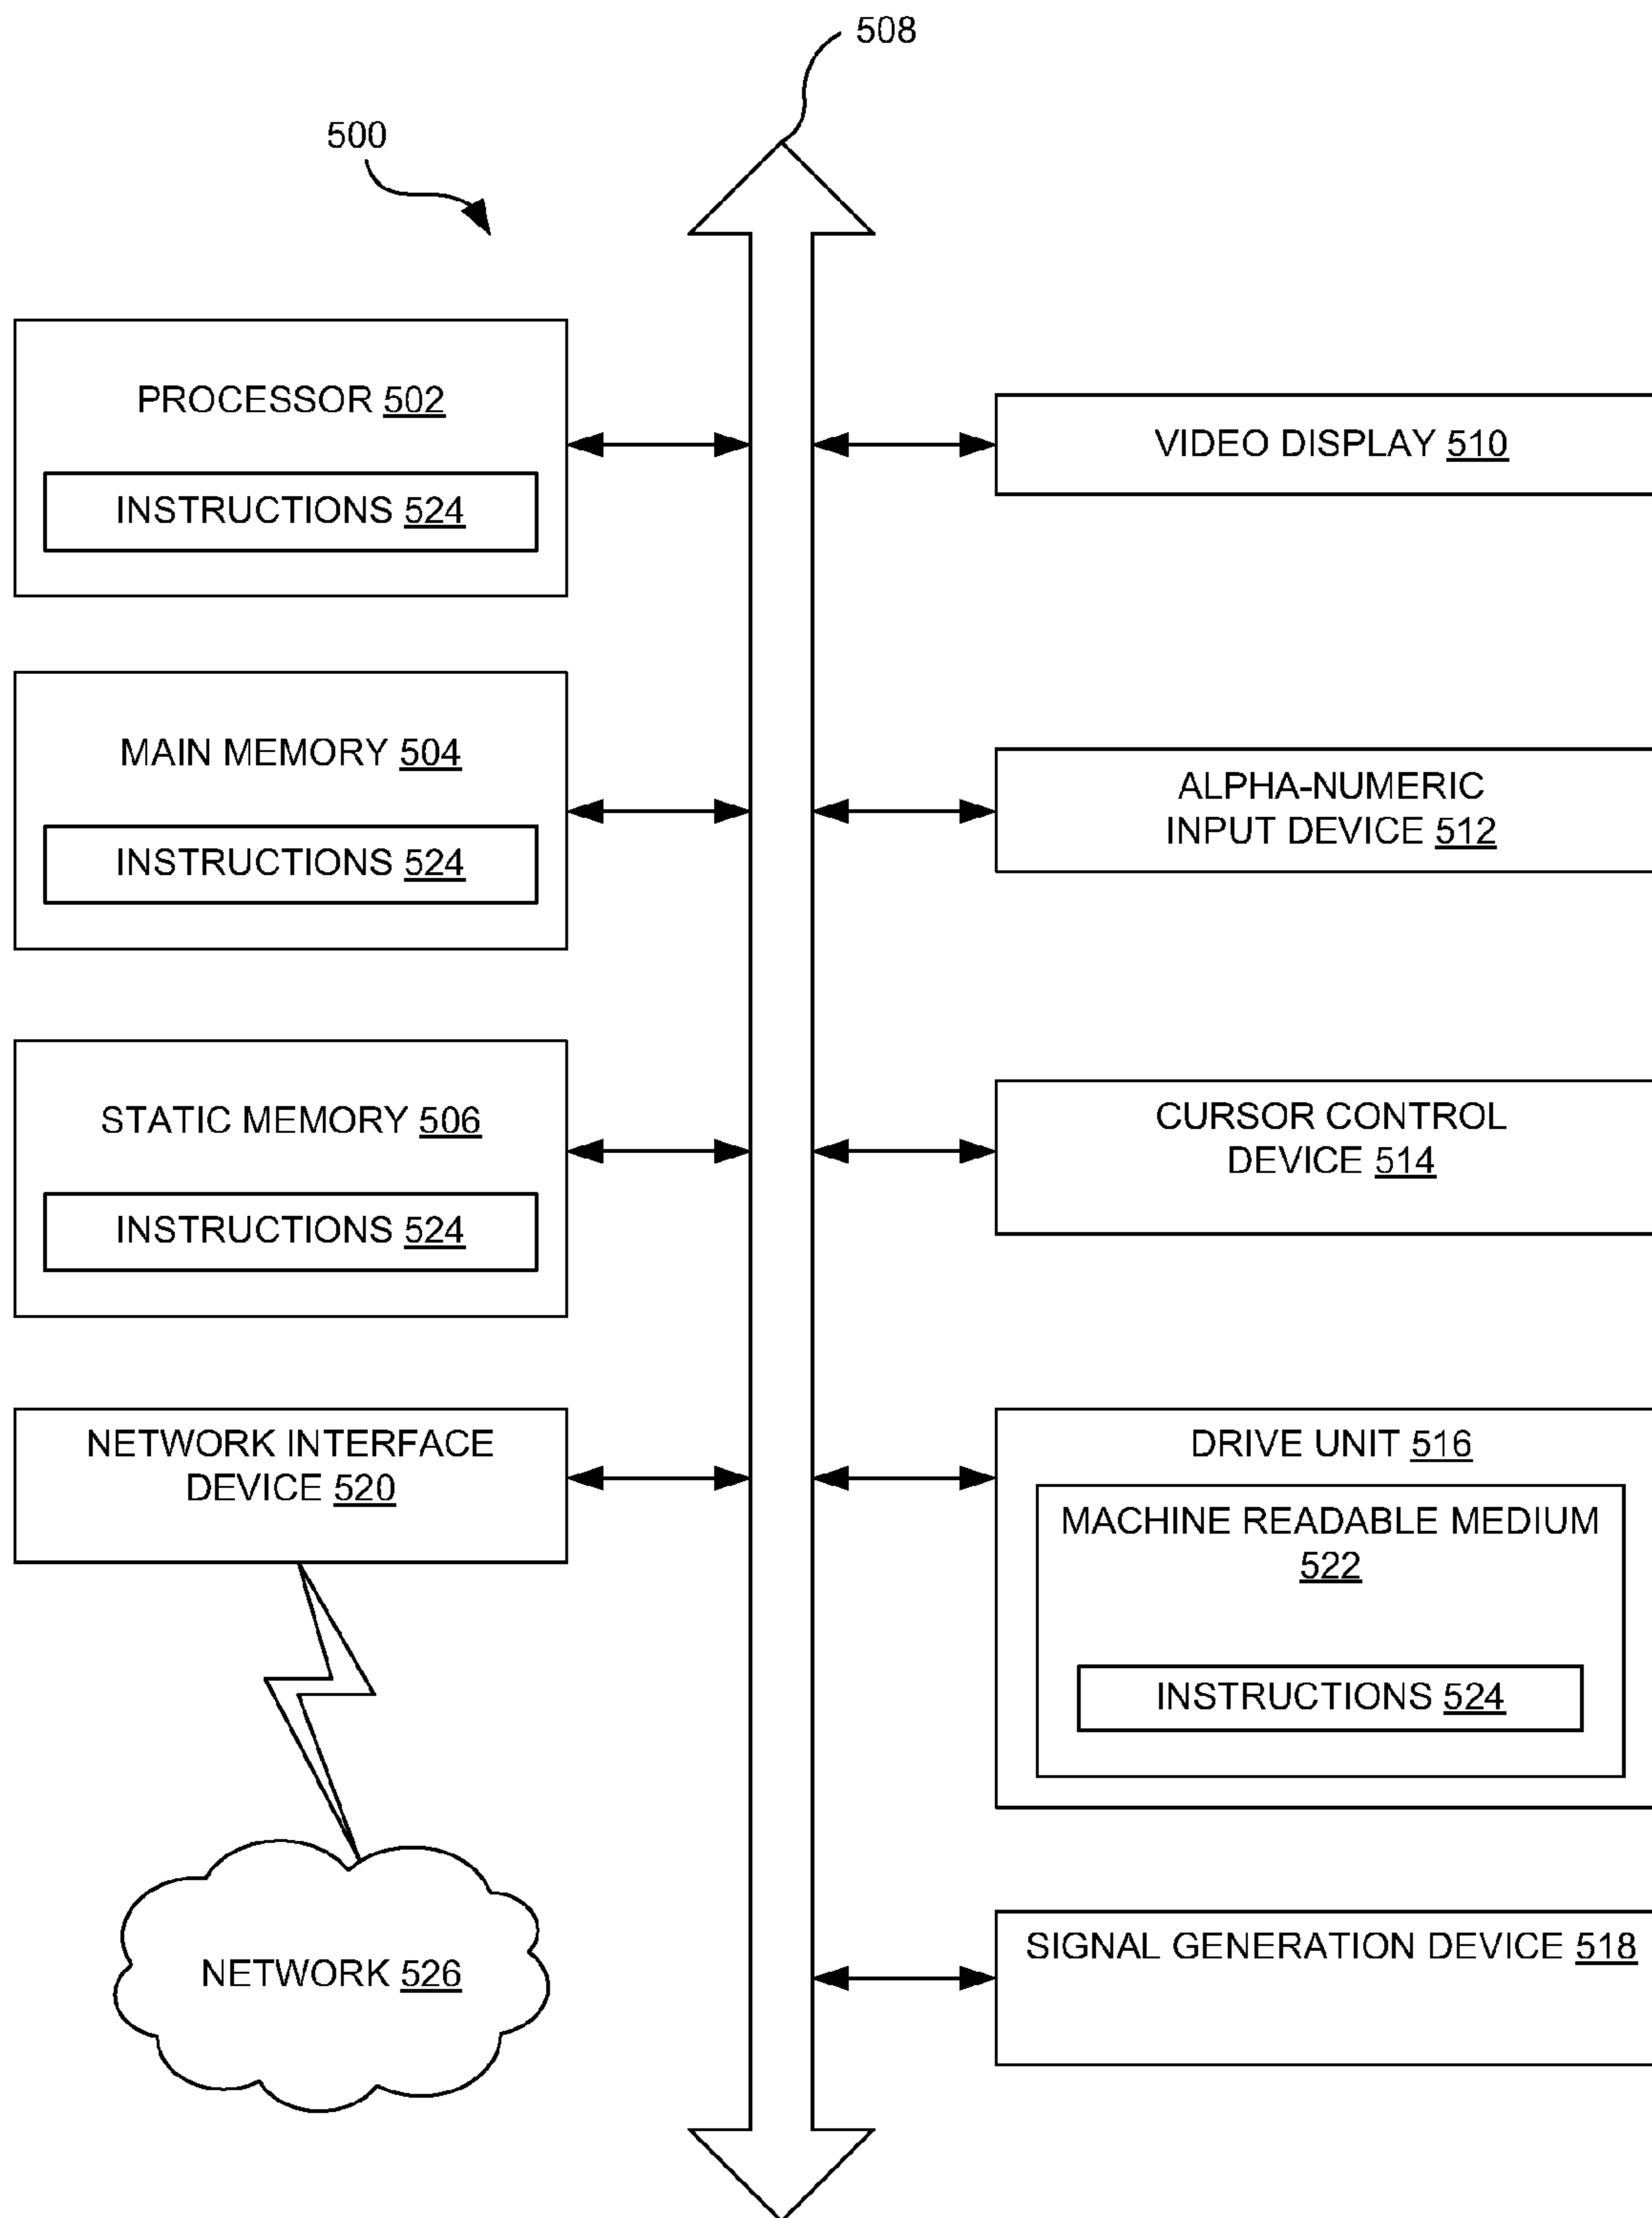 508
500
PROCESSOR 502
INSTRUCTIONS 524
MAIN MEMORY 504
INSTRUCTIONS 524
STATIC MEMORY 506
INSTRUCTIONS 524
NETWORK INTERFACE
DEVICE 520
NETWORK 526
VIDEO DISPLAY 510
ALPHA-NUMERIC
INPUT DEVICE 512
CURSOR CONTROL
DEVICE 514
DRIVE UNIT 516
MACHINE READABLE MEDIUM
522
INSTRUCTIONS 524
SIGNAL GENERATION DEVICE 518